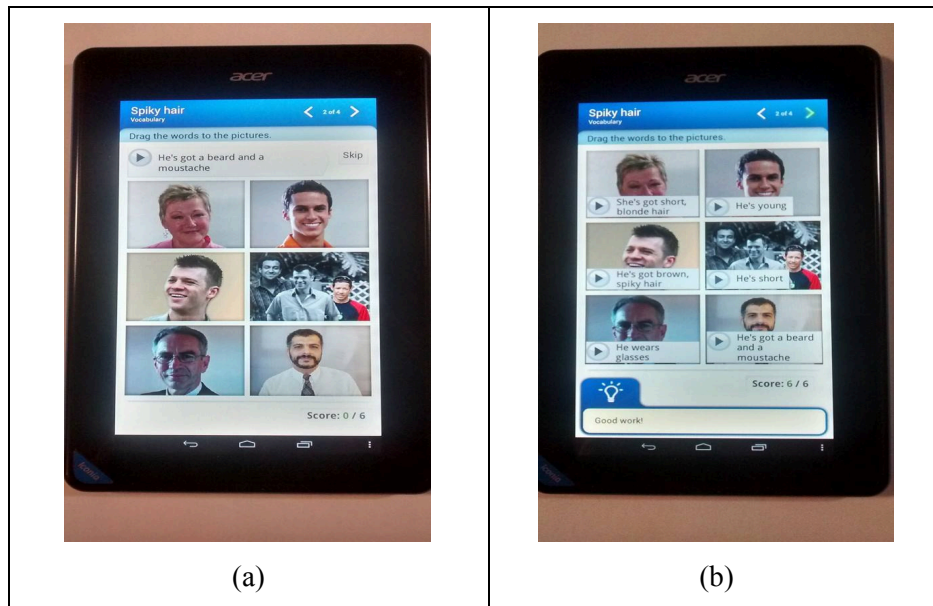 acer
Spiky hair
Vocabulary
2 of 4
Drag the words to the pictures.
He's got a beard and a
moustache
Skip
Score: 0 / 6
Iconia
(a)
acer
Spiky hair
Vocabulary
2 of 4
Drag the words to the pictures.
She's got short,
blonde hair
He's young
He's got brown,
spiky hair
He's short
He wears
glasses
He's got a beard
and a
moustache
Score: 6 / 6
Good work!
Iconia
(b)